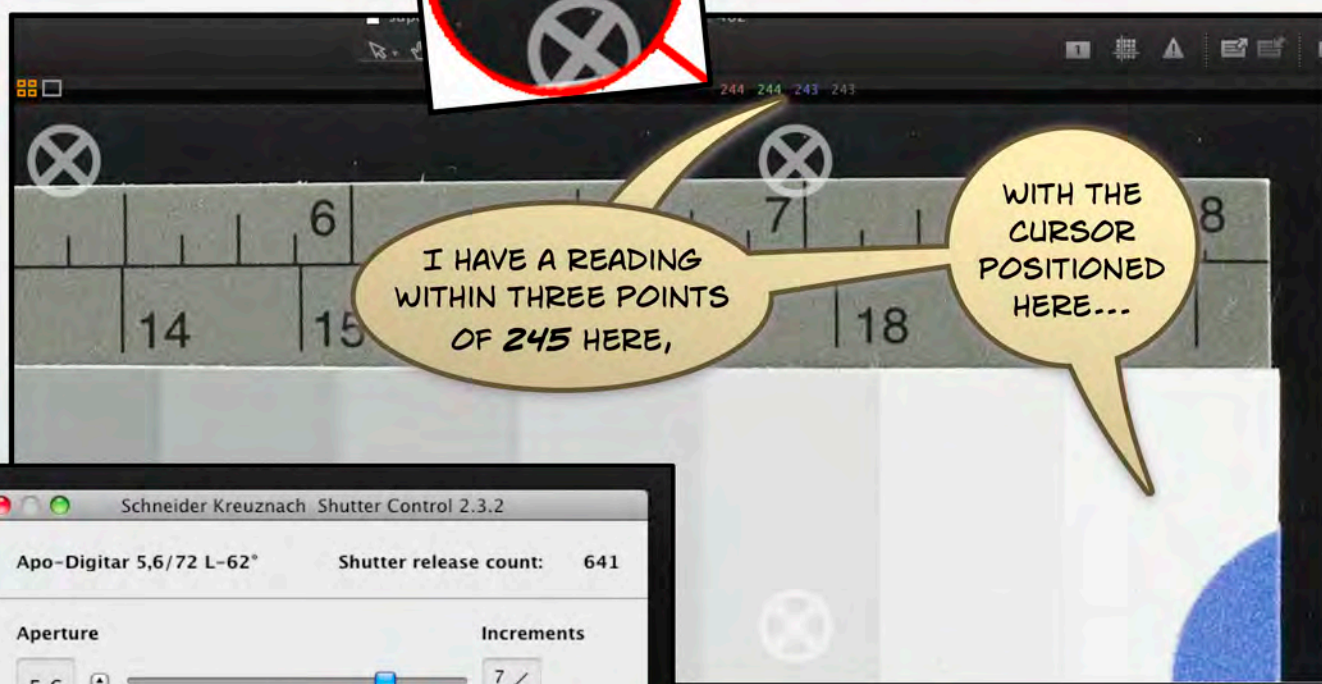 244 244 243 243
6
7
8
14
15
18
I HAVE A READING
WITHIN THREE POINTS
OF 245 HERE,
WITH THE
CURSOR
POSITIONED
HERE...
Schneider Kreuznach Shutter Control 2.3.2
Apo-Digitar 5,6/72 L-62° Shutter release count: 641
Aperture Increments